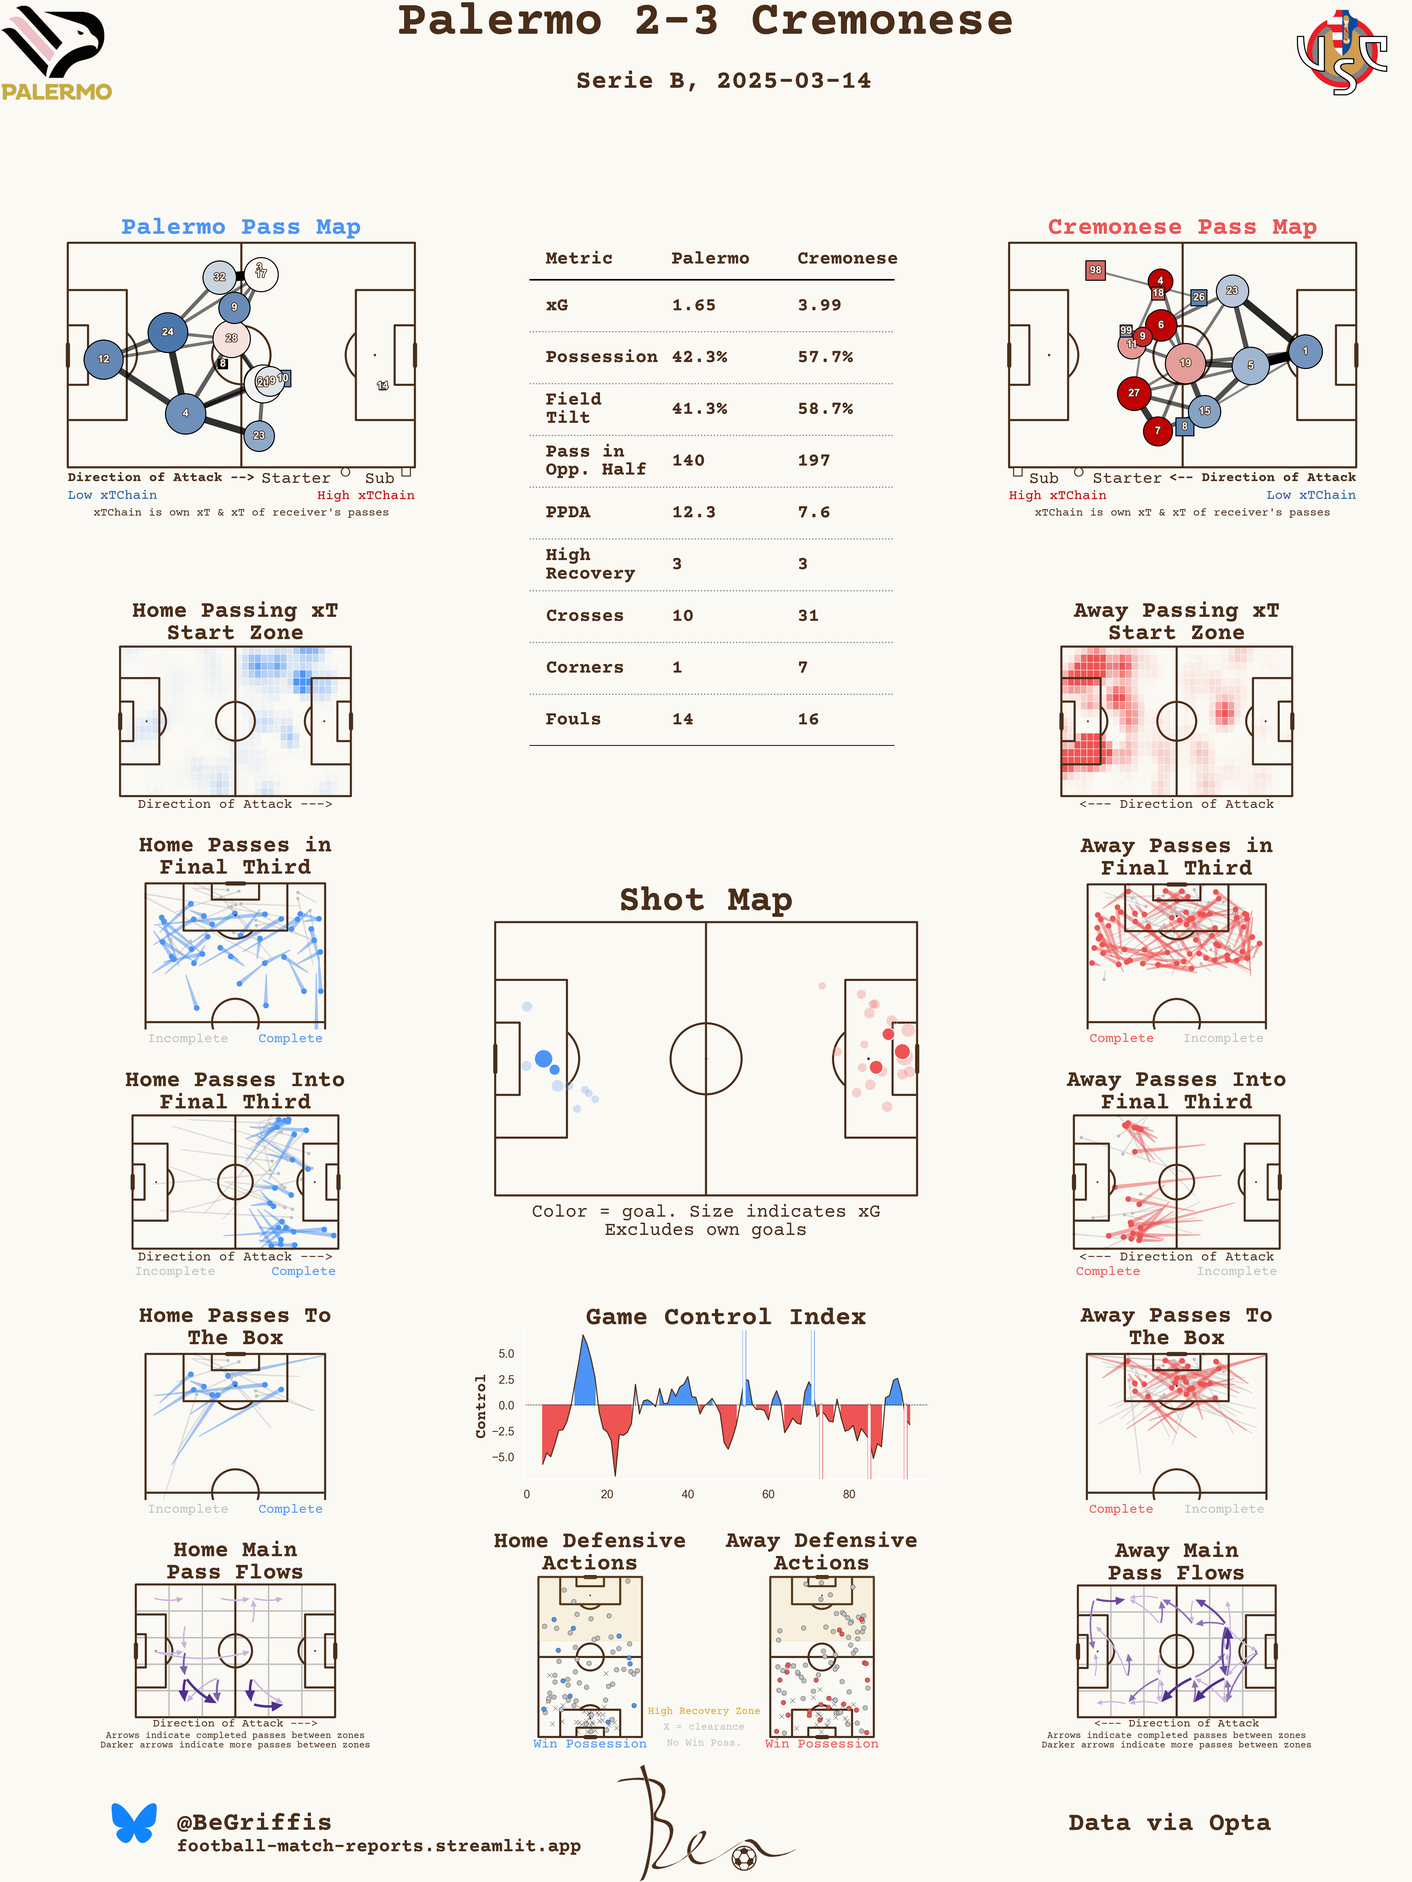 Palermo 2-3 Cremonese
Serie B, 2025-03-14
PALERMO
USC
Palermo Pass Map
32
3
17
9
24
28
12
8
19
10
14
4
23
Direction of Attack --> Starter Sub
Low xTChain High xTChain
xTChain is own xT & xT of receiver's passes
Metric Palermo Cremonese
xG 1.65 3.99
Possession 42.3% 57.7%
Field
Tilt 41.3% 58.7%
Pass in
Opp. Half 140 197
PPDA 12.3 7.6
High
Recovery 3 3
Crosses 10 31
Corners 1 7
Fouls 14 16
Cremonese Pass Map
98
4
18
26
23
6
99
9
11
19
5
1
27
15
7
8
Sub Starter <-- Direction of Attack
High xTChain Low xTChain
xTChain is own xT & xT of receiver's passes
Home Passing xT
Start Zone
Direction of Attack --->
Away Passing xT
Start Zone
<--- Direction of Attack
Home Passes in
Final Third
Incomplete Complete
Away Passes in
Final Third
Complete Incomplete
Shot Map
Color = goal. Size indicates xG
Excludes own goals
Home Passes Into
Final Third
Direction of Attack --->
Incomplete Complete
Away Passes Into
Final Third
<--- Direction of Attack
Complete Incomplete
Home Passes To
The Box
Incomplete Complete
Game Control Index
Control
5.0
2.5
0.0
−2.5
−5.0
0 20 40 60 80
Away Passes To
The Box
Complete Incomplete
Home Main
Pass Flows
Direction of Attack --->
Arrows indicate completed passes between zones
Darker arrows indicate more passes between zones
Home Defensive
Actions
Win Possession
High Recovery Zone
X = clearance
No Win Poss.
Away Defensive
Actions
Win Possession
Away Main
Pass Flows
<--- Direction of Attack
Arrows indicate completed passes between zones
Darker arrows indicate more passes between zones
@BeGriffis
football-match-reports.streamlit.app
Ben
Data via Opta